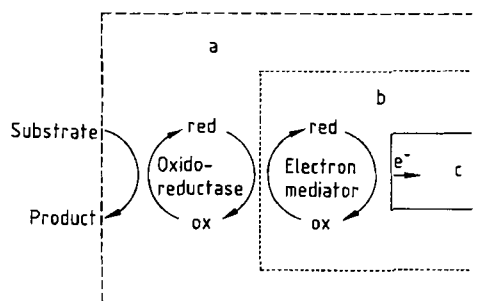 a
b
Substrate
Product
red
Oxido-
reductase
ox
red
Electron
mediator
ox
e⁻
c